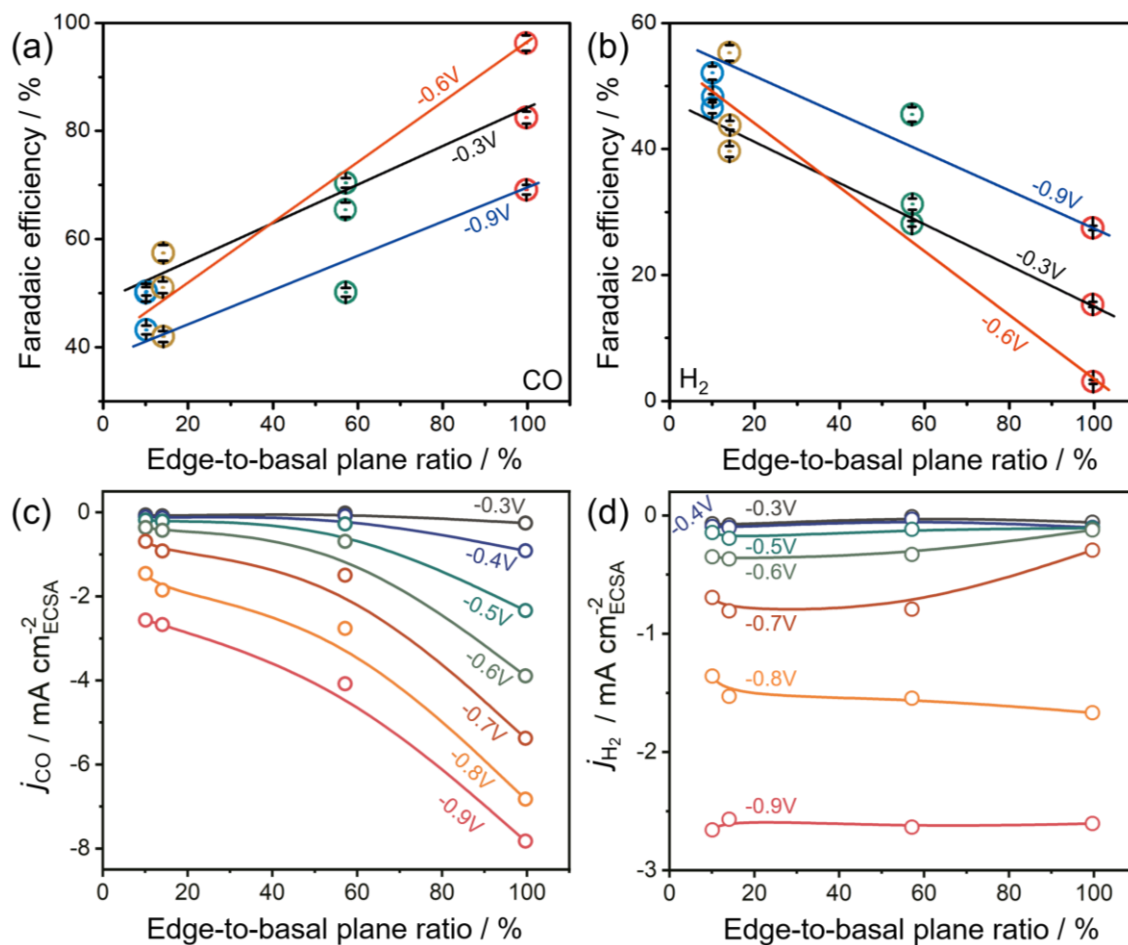 (a)
Faradaic efficiency / %
100
80
60
40
-0.6V
-0.3V
-0.9V
CO
0 20 40 60 80 100
Edge-to-basal plane ratio / %
(b)
Faradaic efficiency / %
60
40
20
0
-0.9V
-0.3V
-0.6V
H2
0 20 40 60 80 100
Edge-to-basal plane ratio / %
(c)
jCO / mA cm-2ECSA
0
-2
-4
-6
-8
-0.3V
-0.4V
-0.5V
-0.6V
-0.7V
-0.8V
-0.9V
0 20 40 60 80 100
Edge-to-basal plane ratio / %
(d)
jH2 / mA cm-2ECSA
0
-1
-2
-3
-0.4V
-0.3V
-0.5V
-0.6V
-0.7V
-0.8V
-0.9V
0 20 40 60 80 100
Edge-to-basal plane ratio / %